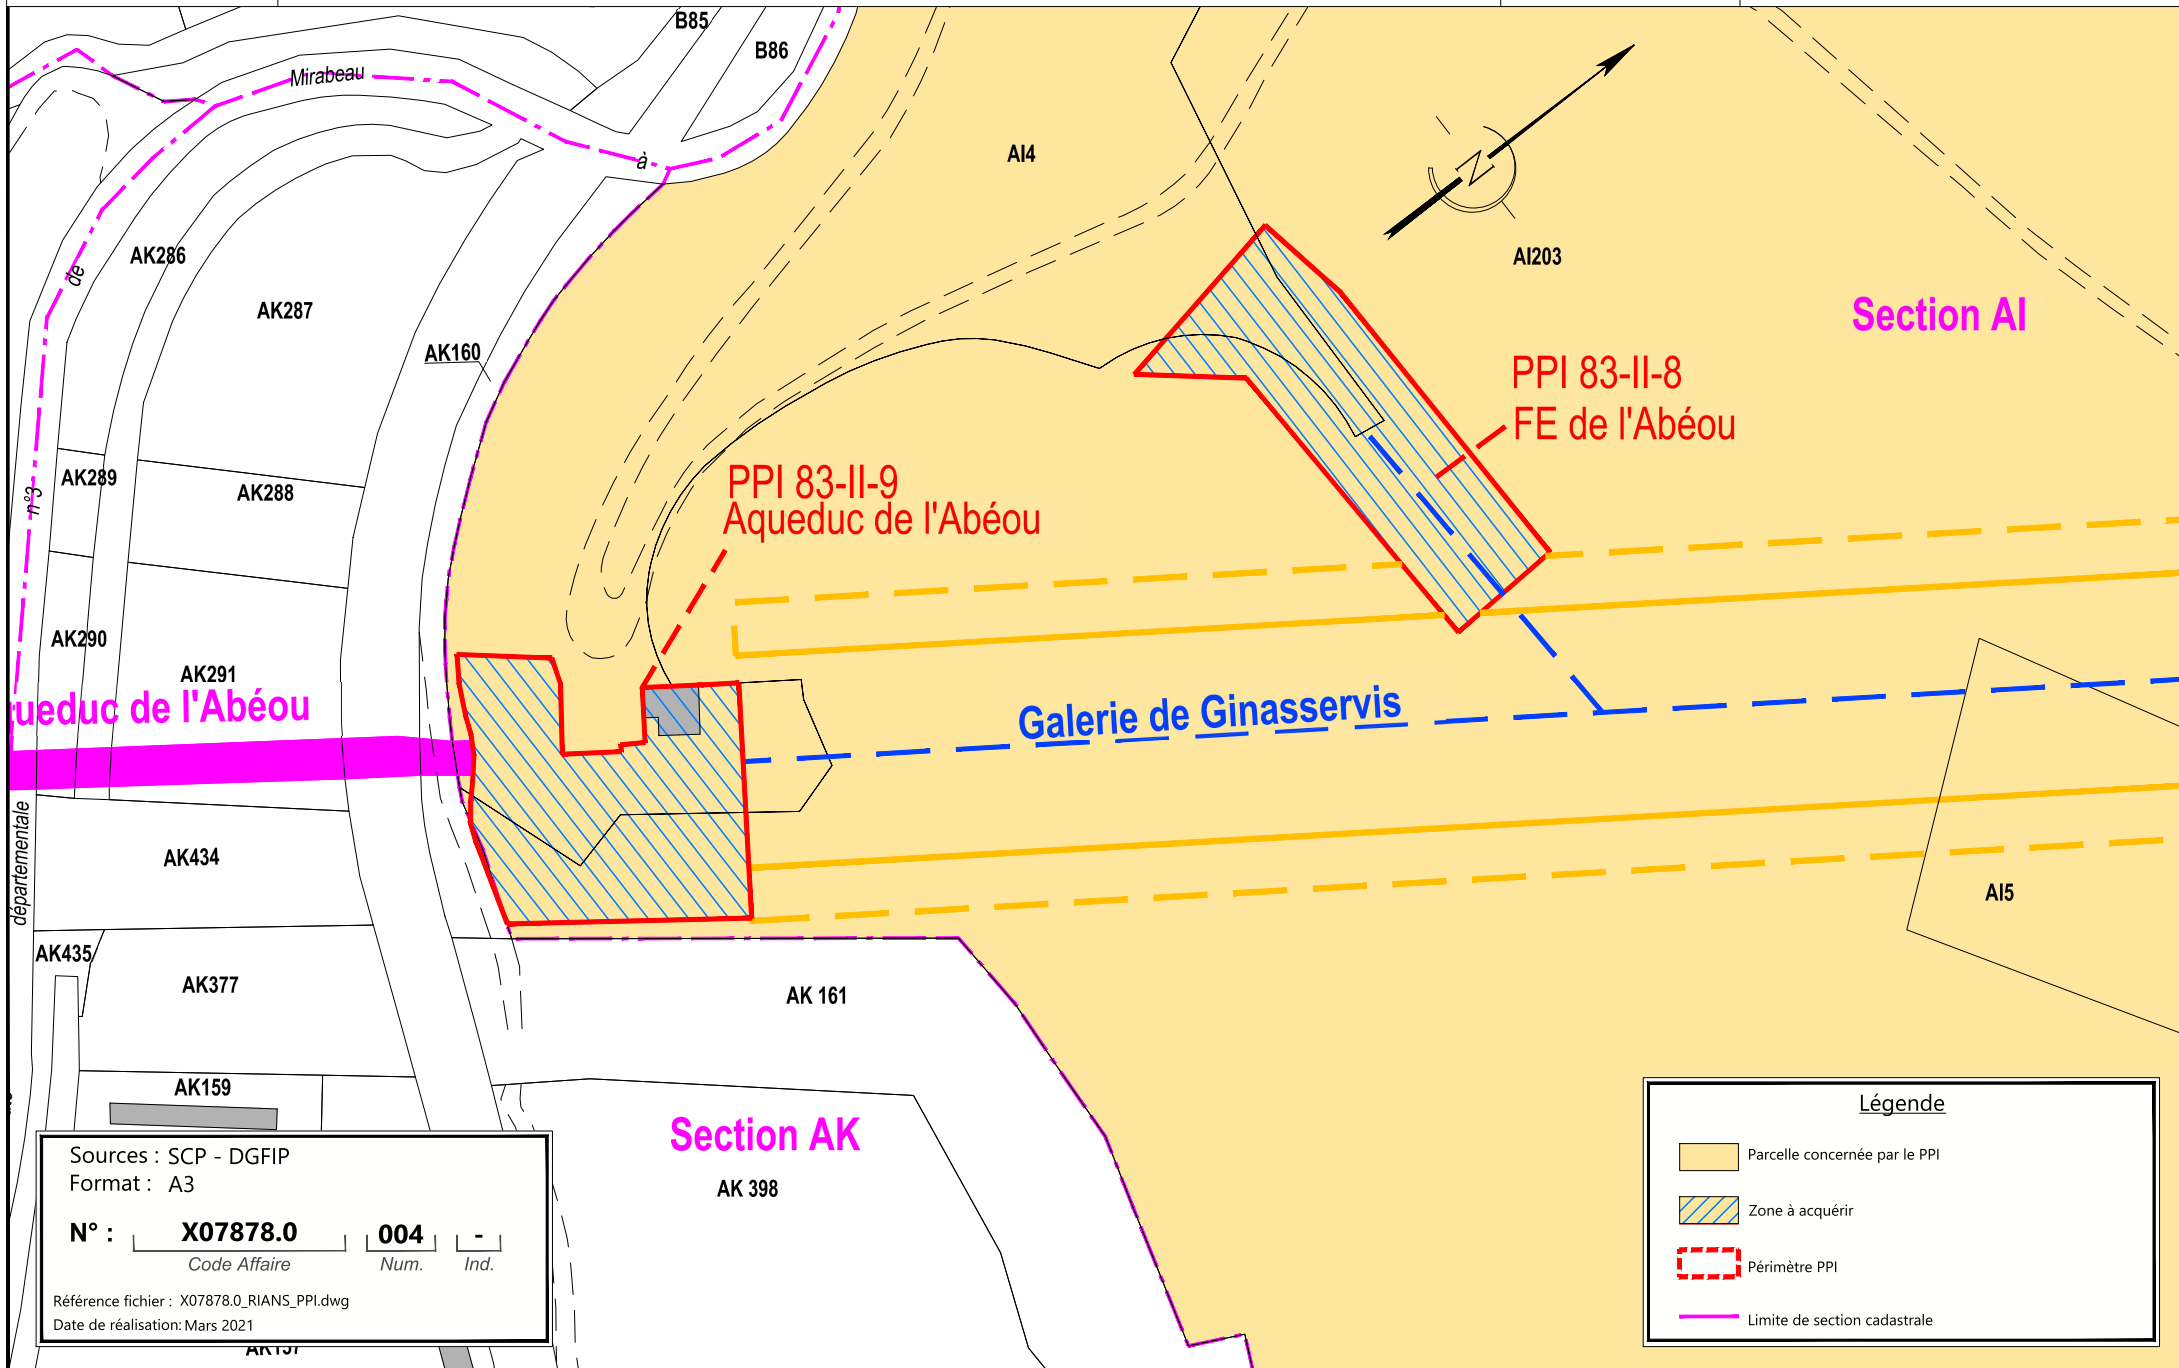 B85
B86
Mirabeau
à
AI4
N
AI203
AK286
de
AK287
AK160
Section AI
PPI 83-II-8
FE de l'Abéou
AK289
AK288
n°3
PPI 83-II-9
Aqueduc de l'Abéou
AK290
AK291
ueduc de l'Abéou
Galerie de Ginasservis
départementale
AK434
AI5
AK435
AK377
AK 161
AK159
Section AK
AK 398
Sources : SCP - DGFIP
Format : A3
N° : X07878.0 004 -
Code Affaire Num. Ind.
Référence fichier : X07878.0_RIANS_PPI.dwg
Date de réalisation: Mars 2021
Légende
Parcelle concernée par le PPI
Zone à acquérir
Périmètre PPI
Limite de section cadastrale